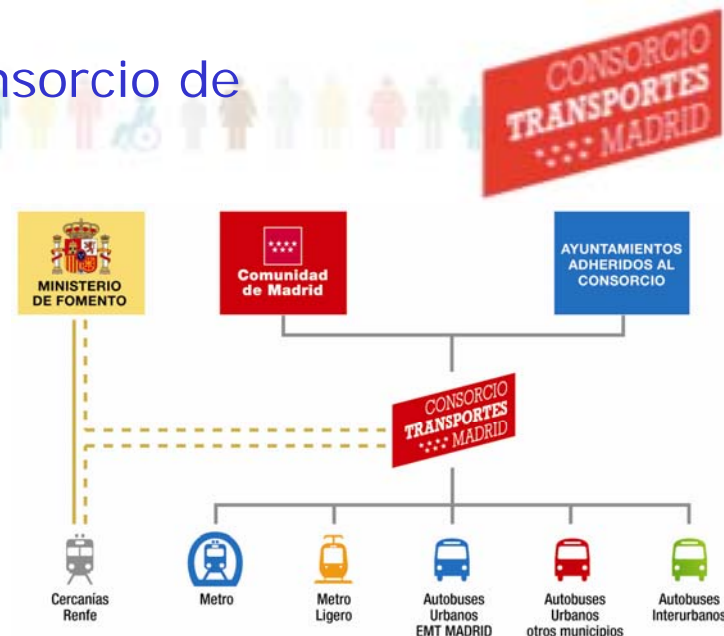 nsorcio de
CONSORCIO
TRANSPORTES
MADRID
MINISTERIO
DE FOMENTO
Comunidad
de Madrid
AYUNTAMIENTOS
ADHERIDOS AL
CONSORCIO
CONSORCIO
TRANSPORTES
MADRID
Cercanías
Renfe
Metro
Metro
Ligero
Autobuses
Urbanos
EMT MADRID
Autobuses
Urbanos
otros municipios
Autobuses
Interurbanos